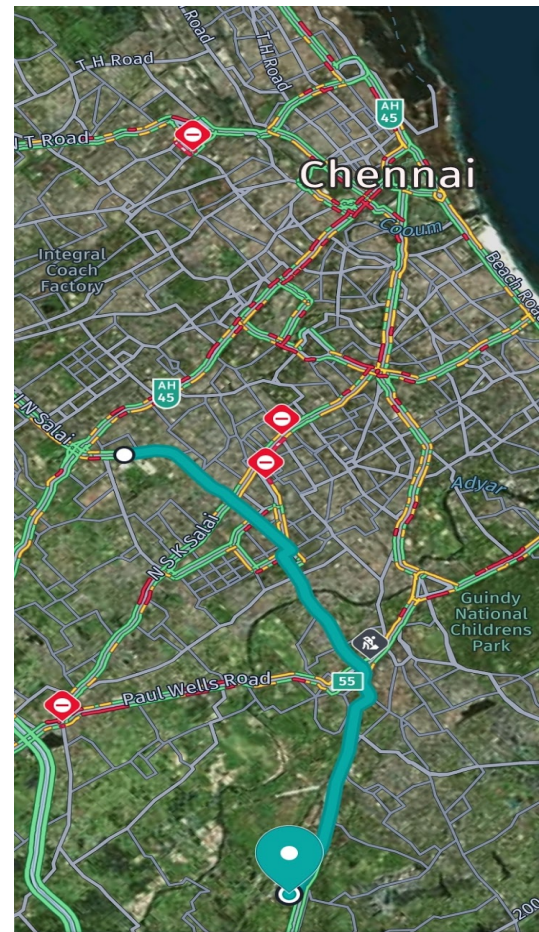 Road
T H Road
T H Road
N T Road
AH
45
Chennai
Cooum
Integral
Coach
Factory
Beach Road
AH
45
J N Salai
Adyar
N S K Salai
Guindy
National
Childrens
Park
55
Paul Wells Road
200